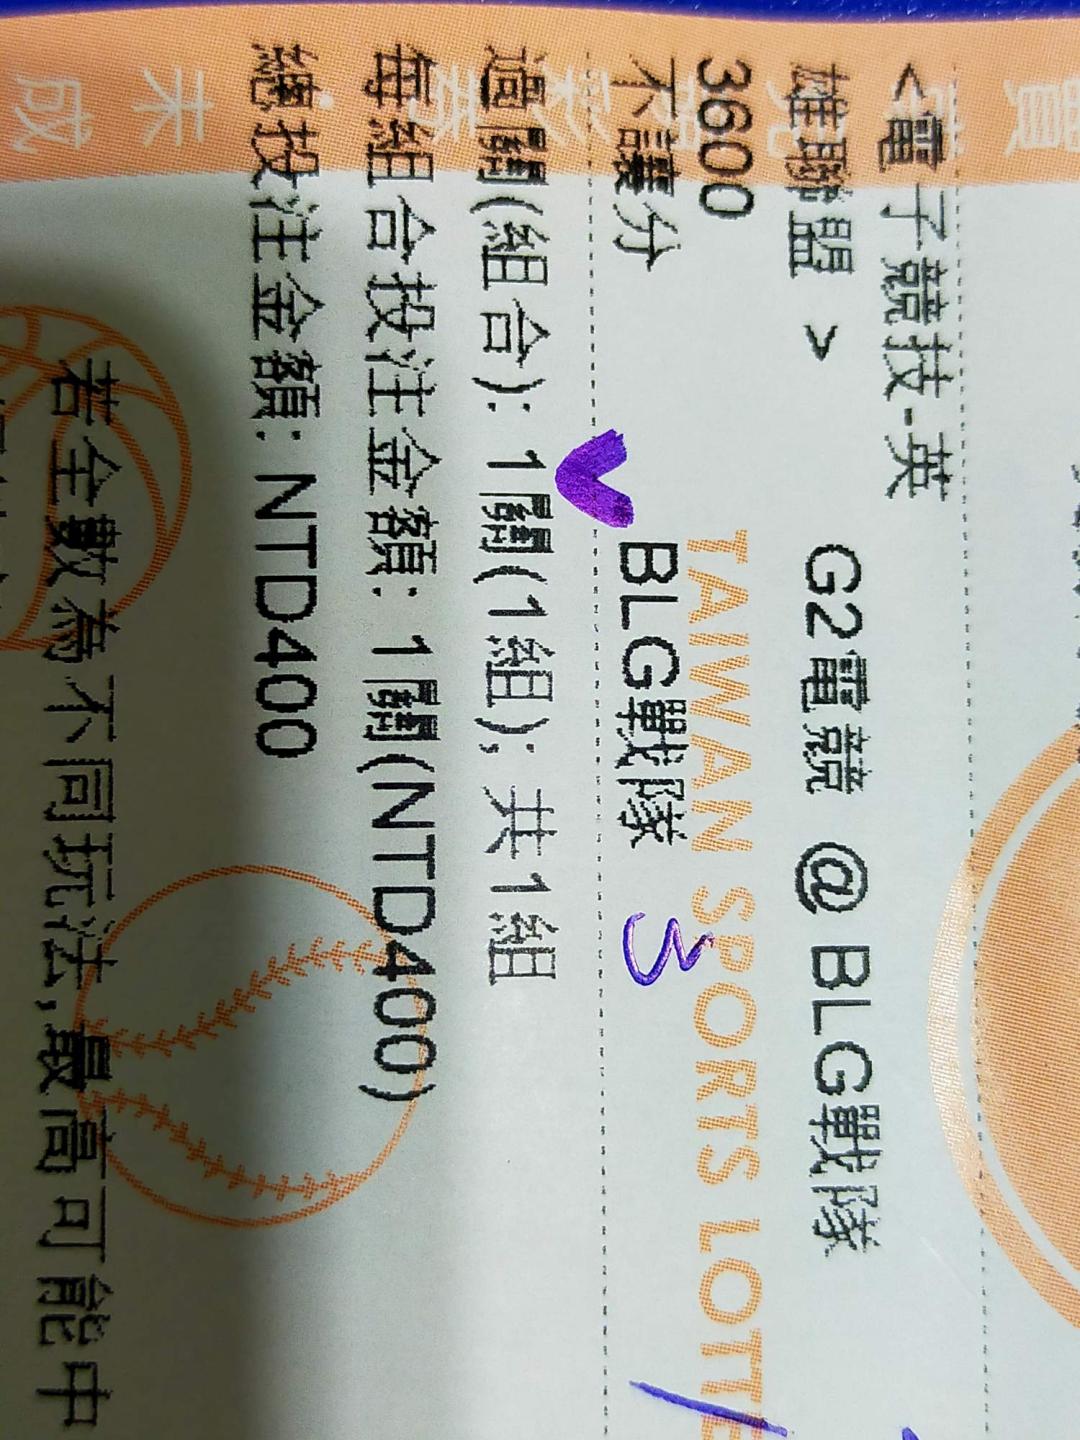 <電子競技-英
雄聯盟 > G2電競 @ BLG戰隊
3600
不讓分 BLG戰隊 3
過關(組合): 1關(1組); 共1組
每組合投注金額: 1關(NTD400)
總投注金額: NTD400
若全數為不同玩法,最高可能中
TAIWAN SPORTS LOTTE